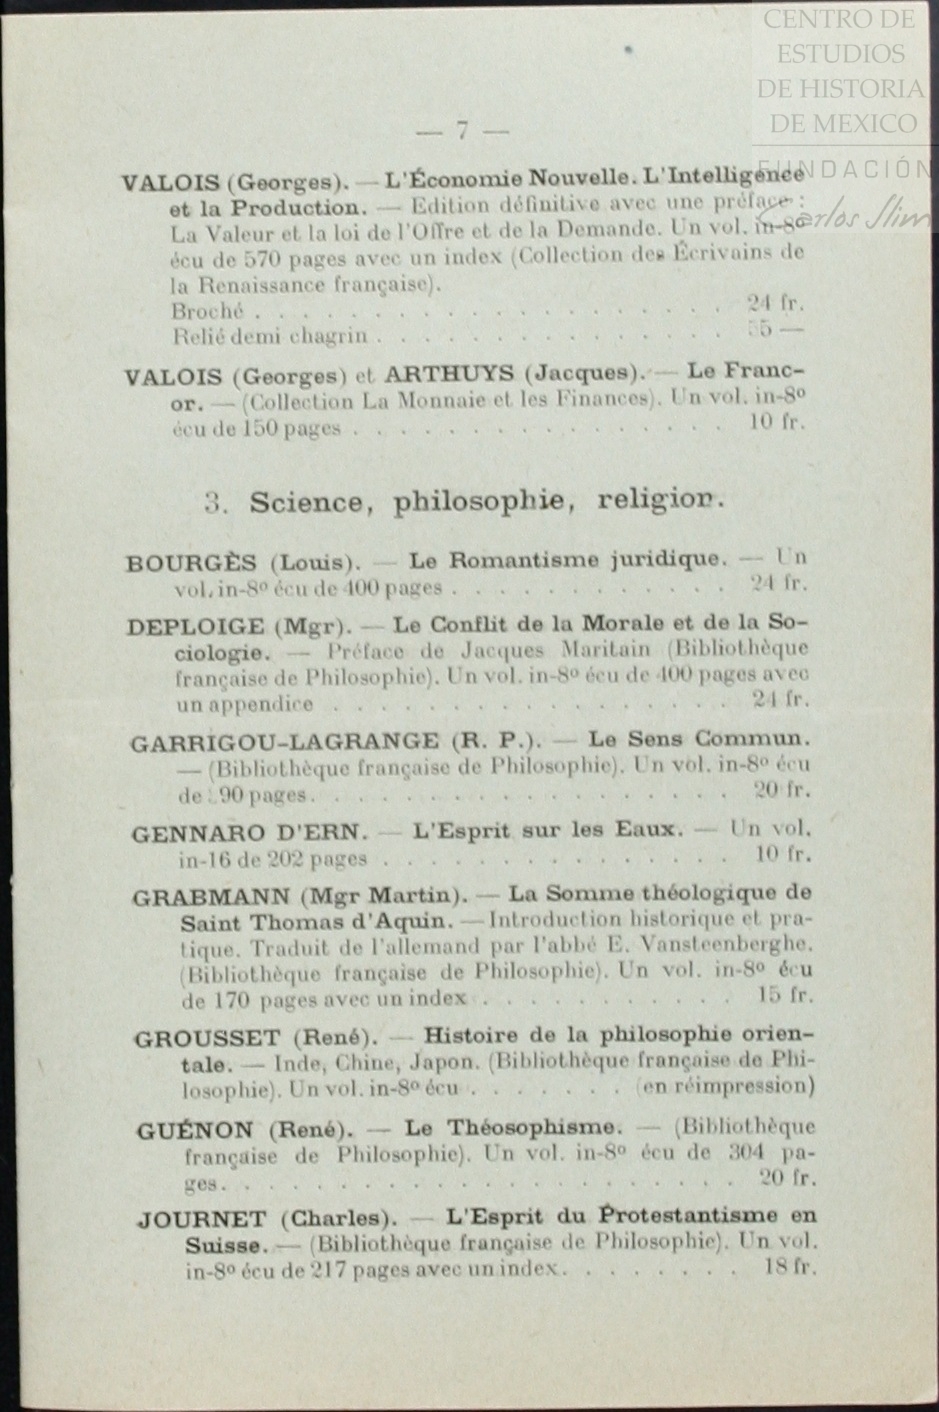 CENTRO DE
ESTUDIOS
DE HISTORIA
DE MEXICO
FUNDACIÓN
Carlos Slim
— 7 —
VALOIS (Georges). — L'Économie Nouvelle. L'Intelligence
et la Production. — Edition définitive avec une préface :
La Valeur et la loi de l'Offre et de la Demande. Un vol. in-8º
écu de 570 pages avec un index (Collection des Écrivains de
la Renaissance française).
Broché . . . . . . . . . . . . . . . . 24 fr.
Relié demi chagrin . . . . . . . . . . . . 5 —
VALOIS (Georges) et ARTHUYS (Jacques). — Le Franc-
or. — (Collection La Monnaie et les Finances). Un vol. in-8º
écu de 150 pages . . . . . . . . . . . . . 10 fr.
3. Science, philosophie, religion.
BOURGÈS (Louis). — Le Romantisme juridique. — Un
vol. in-8º écu de 400 pages . . . . . . . . . . 24 fr.
DEPLOIGE (Mgr). — Le Conflit de la Morale et de la So-
ciologie. — Préface de Jacques Maritain (Bibliothèque
française de Philosophie). Un vol. in-8º écu de 400 pages avec
un appendice . . . . . . . . . . . . . . 24 fr.
GARRIGOU-LAGRANGE (R. P.). — Le Sens Commun.
— (Bibliothèque française de Philosophie). Un vol. in-8º écu
de 90 pages. . . . . . . . . . . . . . . 20 fr.
GENNARO D'ERN. — L'Esprit sur les Eaux. — Un vol.
in-16 de 202 pages . . . . . . . . . . . . 10 fr.
GRABMANN (Mgr Martin). — La Somme théologique de
Saint Thomas d'Aquin. — Introduction historique et pra-
tique. Traduit de l'allemand par l'abbé E. Vansteenberghe.
(Bibliothèque française de Philosophie). Un vol. in-8º écu
de 170 pages avec un index . . . . . . . . . 15 fr.
GROUSSET (René). — Histoire de la philosophie orien-
tale. — Inde, Chine, Japon. (Bibliothèque française de Phi-
losophie). Un vol. in-8º écu . . . . . . . (en réimpression)
GUÉNON (René). — Le Théosophisme. — (Bibliothèque
française de Philosophie). Un vol. in-8º écu de 304 pa-
ges. . . . . . . . . . . . . . . . . . 20 fr.
JOURNET (Charles). — L'Esprit du Protestantisme en
Suisse. — (Bibliothèque française de Philosophie). Un vol.
in-8º écu de 217 pages avec un index. . . . . . . . 18 fr.